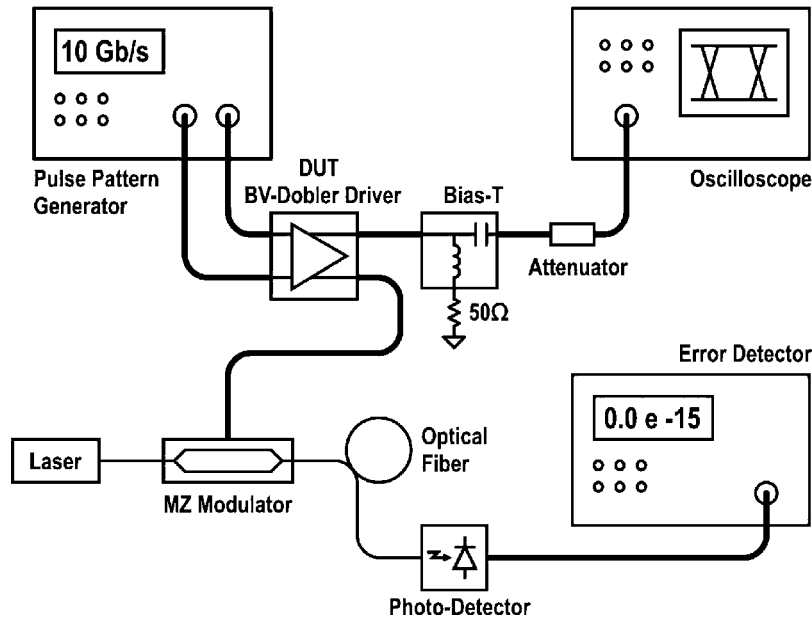 10 Gb/s
Pulse Pattern
Generator
DUT
BV-Dobler Driver
Bias-T
50Ω
Attenuator
Oscilloscope
Error Detector
0.0 e -15
Laser
MZ Modulator
Optical
Fiber
Photo-Detector